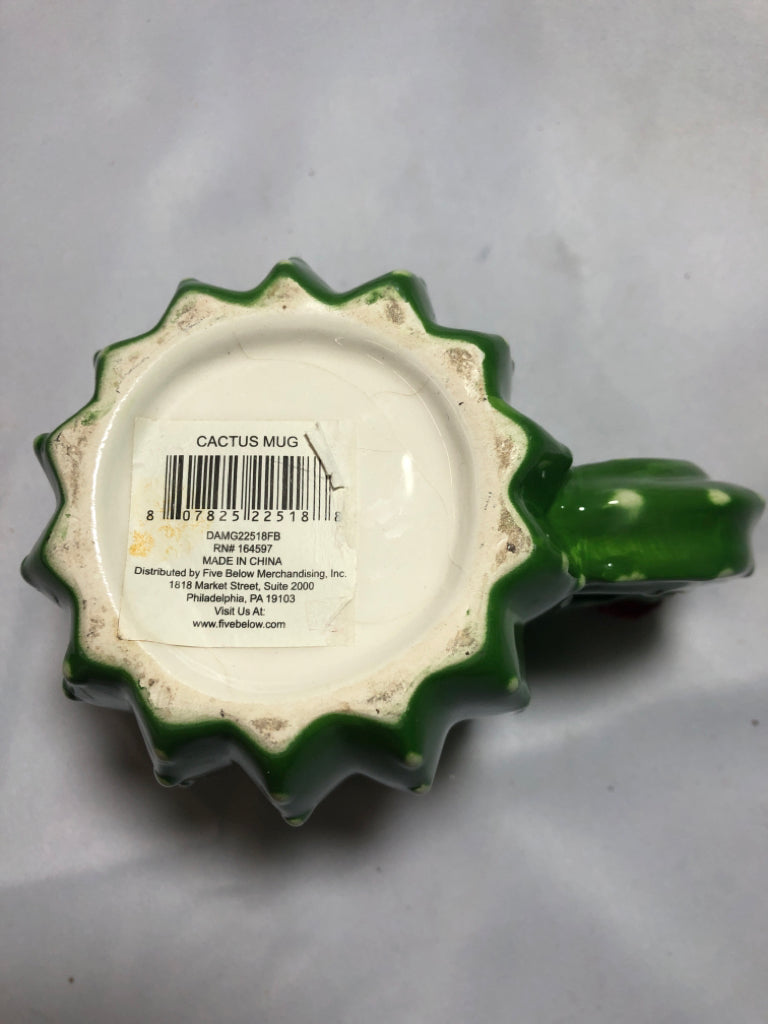 CACTUS MUG
8 07825 22518 8
DAMG22518FB
RN# 164597
MADE IN CHINA
Distributed by Five Below Merchandising, Inc.
1818 Market Street, Suite 2000
Philadelphia, PA 19103
Visit Us At:
www.fivebelow.com